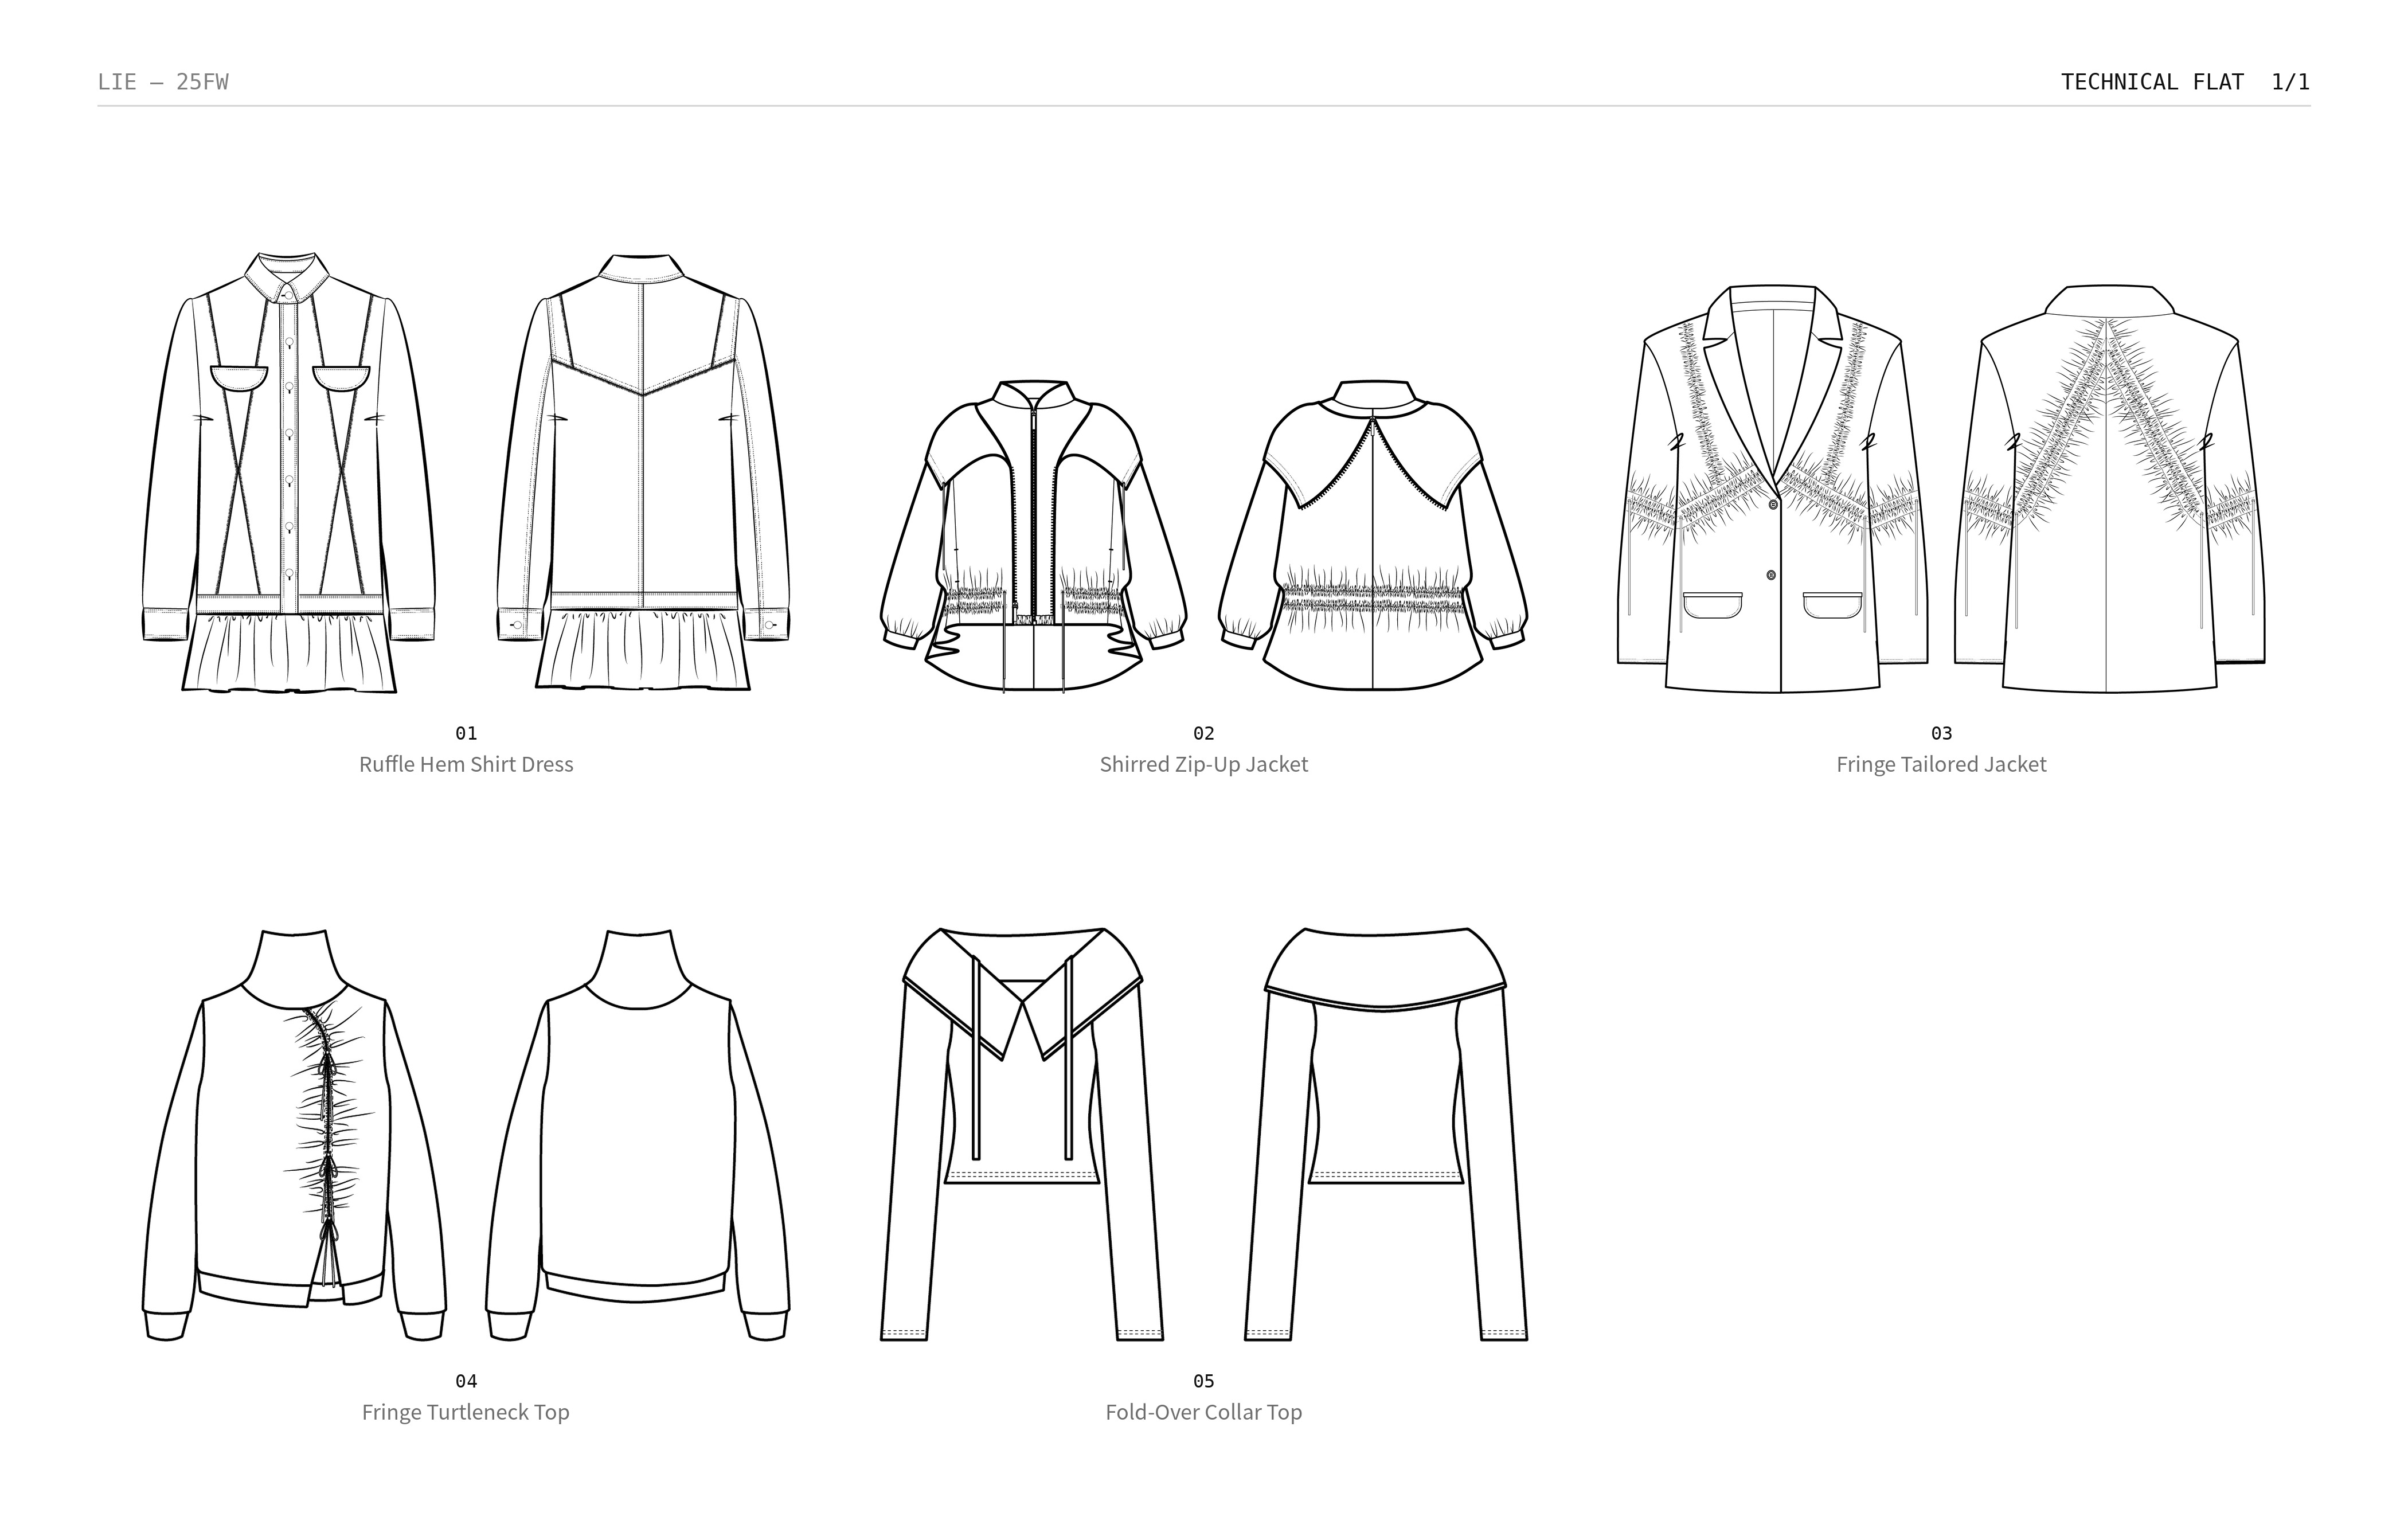 LIE — 25FW
TECHNICAL FLAT 1/1
01
Ruffle Hem Shirt Dress
02
Shirred Zip-Up Jacket
03
Fringe Tailored Jacket
04
Fringe Turtleneck Top
05
Fold-Over Collar Top